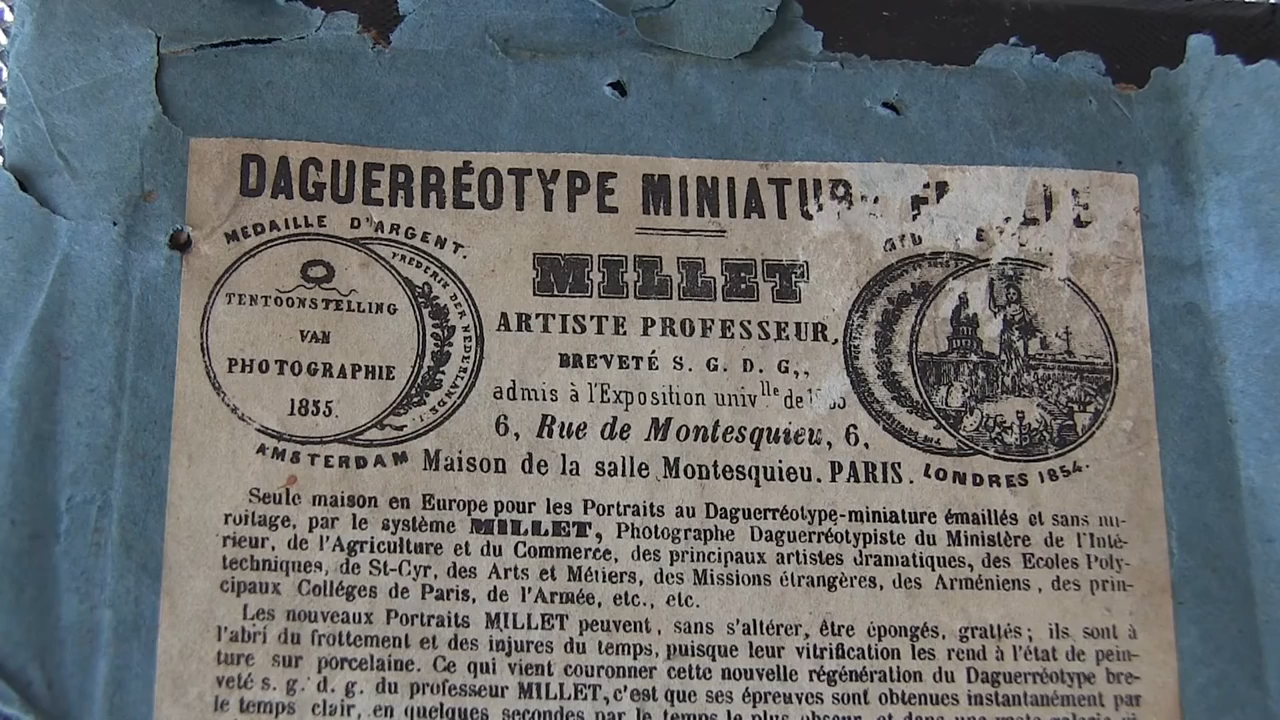 DAGUERRÉOTYPE MINIATURE
MEDAILLE D'ARGENT.
TENTOONSTELLING
VAN
PHOTOGRAPHIE
1855.
FREDERIK DER NEDERLANDE.
AMSTERDAM
MILLET
ARTISTE PROFESSEUR,
BREVETÉ S. G. D. G,,
admis à l'Exposition univlle de
6, Rue de Montesquieu, 6,
Maison de la salle Montesquieu. PARIS.
LONDRES 1854.
Seule maison en Europe pour les Portraits au Daguerréotype-miniature émaillés et sans mi-
roitage, par le système MILLET, Photographe Daguerréotypiste du Ministère de l'Inté-
rieur, de l'Agriculture et du Commerce, des principaux artistes dramatiques, des Ecoles Poly-
techniques, de St-Cyr, des Arts et Métiers, des Missions étrangères, des Arméniens, des prin-
cipaux Colléges de Paris, de l'Armée, etc., etc.
Les nouveaux Portraits MILLET peuvent, sans s'altérer, être épongés, grattés; ils sont à
l'abri du frottement et des injures du temps, puisque leur vitrification les rend à l'état de pein-
ture sur porcelaine. Ce qui vient couronner cette nouvelle régénération du Daguerréotype bre-
veté s. g. d. g. du professeur MILLET, c'est que ses épreuves sont obtenues instantanément par
le temps clair, en quelques secondes par le temps le plus obscur, et dans une